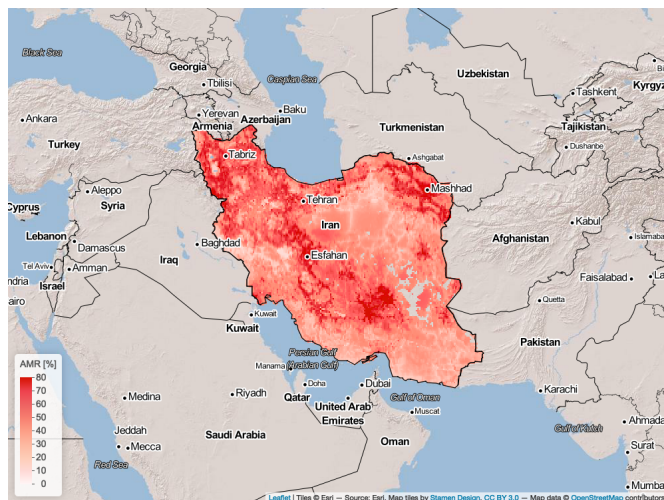 Black Sea
Georgia
Tbilisi
Caspian Sea
Uzbekistan
Tashkent
Kyrgyz
Ankara
Yerevan
Armenia
Azerbaijan
Baku
Turkmenistan
Tajikistan
Dushanbe
Turkey
Tabriz
Ashgabat
Mashhad
Aleppo
Tehran
Cyprus
Syria
Iran
Kabul
Lebanon
Damascus
Baghdad
Esfahan
Afghanistan
Islamaba
Tel Aviv
Amman
Iraq
Faisalabad
La
ndria
Israel
airo
Kuwait
Kuwait
Quetta
Pakistan
Persian Gulf
(Arabian Gulf)
Manama
AMR [%]
80
70
60
50
40
30
20
10
0
Medina
Riyadh
Doha
Qatar
Dubai
Gulf of Oman
Karachi
United Arab
Emirates
Muscat
Jeddah
Mecca
Saudi Arabia
Oman
Gulf of Kutch
Ahmada
Surat
Red Sea
Mumba
Leaflet | Tiles © Esri — Source: Esri, Map tiles by Stamen Design, CC BY 3.0 — Map data © OpenStreetMap contributors